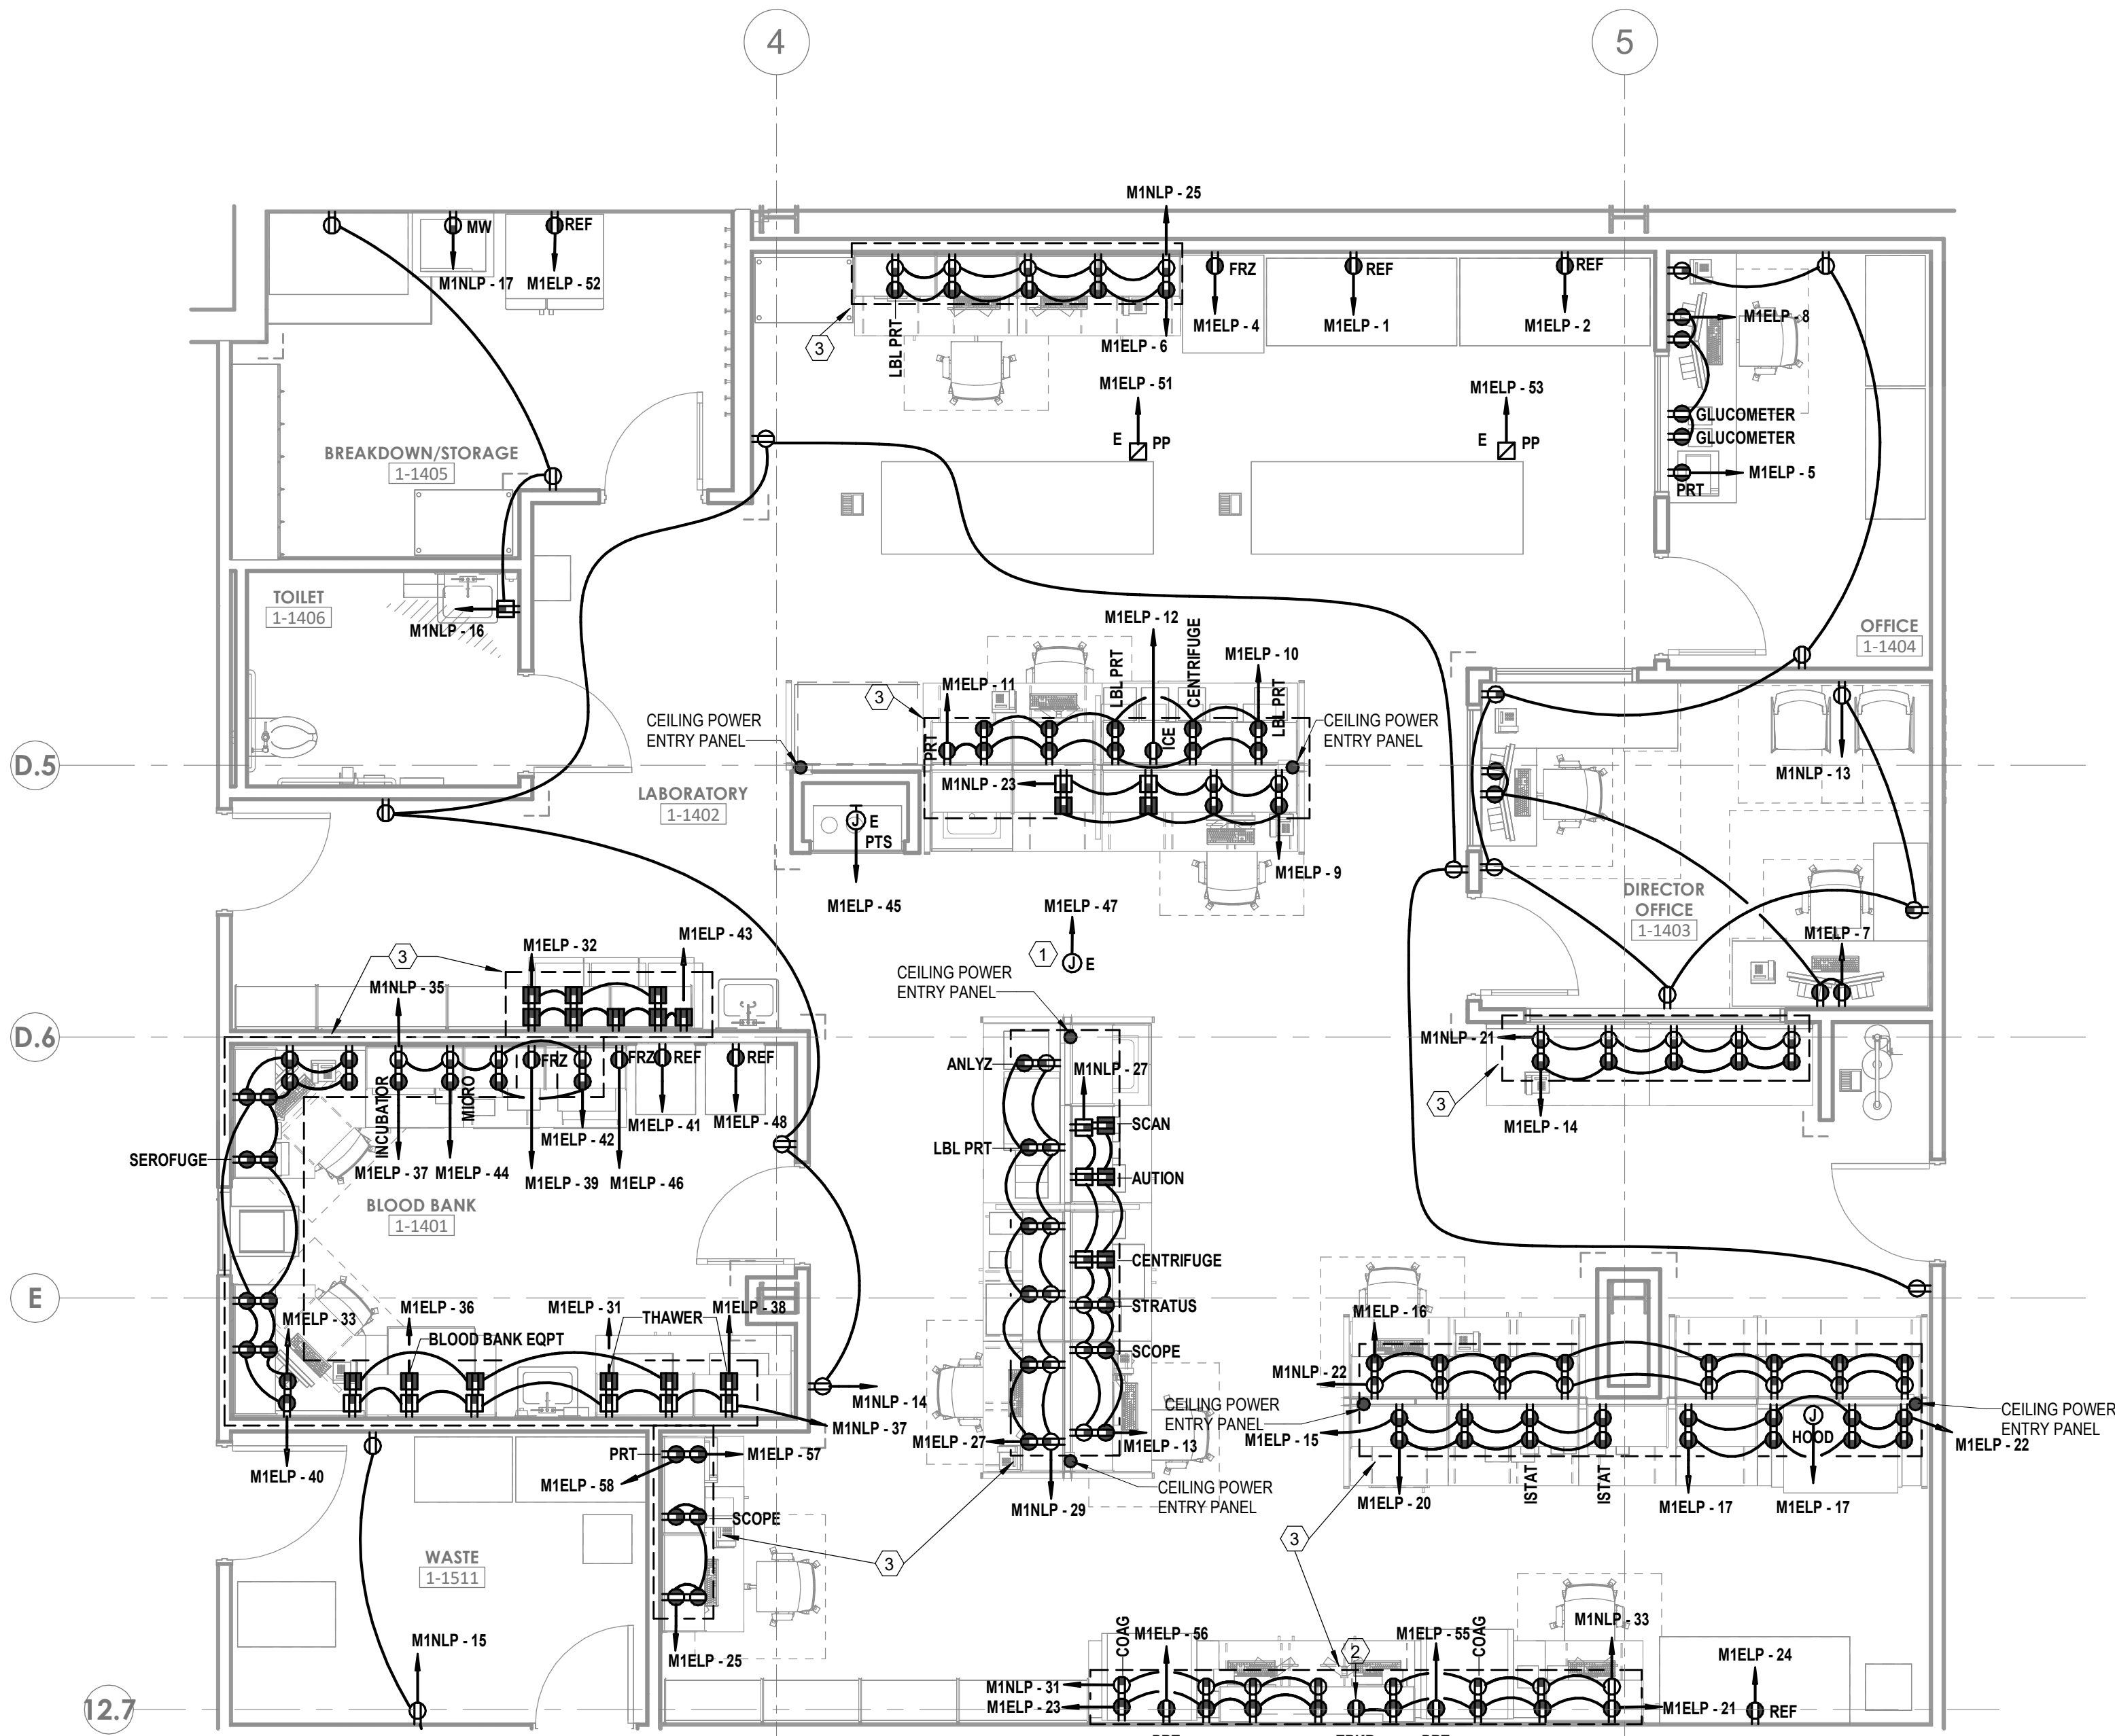 4
5
M1NLP - 25
MW
REF
M1NLP - 17
M1ELP - 52
FRZ
REF
REF
M1ELP - 4
M1ELP - 1
M1ELP - 2
M1ELP - 8
3
LBL PRT
M1ELP - 6
M1ELP - 51
M1ELP - 53
E
PP
E
PP
GLUCOMETER
GLUCOMETER
M1ELP - 5
PRT
BREAKDOWN/STORAGE
1-1405
TOILET
1-1406
M1NLP - 16
OFFICE
1-1404
M1ELP - 12
LBL PRT
CENTRIFUGE
M1ELP - 10
M1ELP - 11
3
LBL PRT
CEILING POWER
ENTRY PANEL
CEILING POWER
ENTRY PANEL
PRT
ICE
D.5
M1NLP - 23
M1NLP - 13
LABORATORY
1-1402
J
E
PTS
M1ELP - 9
M1ELP - 45
M1ELP - 47
DIRECTOR
OFFICE
1-1403
M1ELP - 7
M1ELP - 32
M1ELP - 43
3
1
J
E
CEILING POWER
ENTRY PANEL
M1NLP - 35
D.6
M1NLP - 21
FRZ
FRZ
REF
REF
ANLYZ
M1NLP - 27
INCUBATOR
MICRO
M1ELP - 41
M1ELP - 48
M1ELP - 42
3
SCAN
M1ELP - 14
LBL PRT
SEROFUGE
M1ELP - 37
M1ELP - 44
M1ELP - 39
M1ELP - 46
AUTION
BLOOD BANK
1-1401
CENTRIFUGE
E
M1ELP - 33
M1ELP - 36
M1ELP - 31
M1ELP - 38
THAWER
STRATUS
M1ELP - 16
BLOOD BANK EQPT
SCOPE
M1NLP - 22
M1NLP - 14
CEILING POWER
ENTRY PANEL
CEILING POWER
ENTRY PANEL
M1NLP - 37
M1ELP - 27
M1ELP - 13
M1ELP - 15
J
HOOD
M1ELP - 22
PRT
M1ELP - 57
M1ELP - 40
M1ELP - 58
CEILING POWER
ENTRY PANEL
ISTAT
ISTAT
M1NLP - 29
M1ELP - 20
M1ELP - 17
M1ELP - 17
SCOPE
3
3
WASTE
1-1511
M1NLP - 15
COAG
M1ELP - 56
2
M1ELP - 55
COAG
M1NLP - 33
M1ELP - 25
M1ELP - 24
M1NLP - 31
12.7
M1ELP - 23
M1ELP - 21
REF